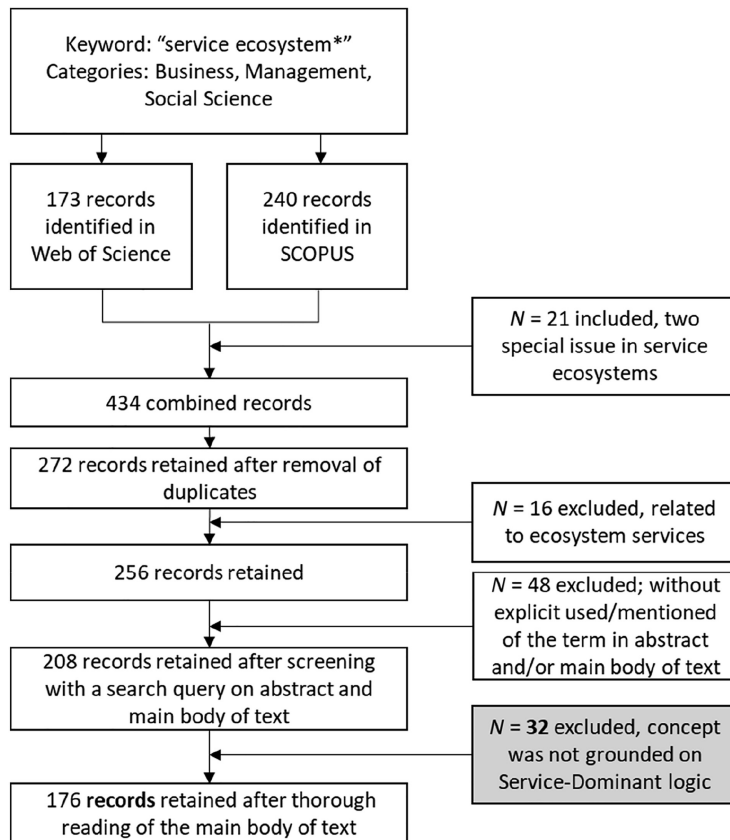 Keyword: “service ecosystem*”
Categories: Business, Management,
Social Science
173 records
identified in
Web of Science
240 records
identified in
SCOPUS
N = 21 included, two
special issue in service
ecosystems
434 combined records
272 records retained after removal of
duplicates
N = 16 excluded, related
to ecosystem services
256 records retained
N = 48 excluded; without
explicit used/mentioned
of the term in abstract
and/or main body of text
208 records retained after screening
with a search query on abstract and
main body of text
N = 32 excluded, concept
was not grounded on
Service-Dominant logic
176 records retained after thorough
reading of the main body of text